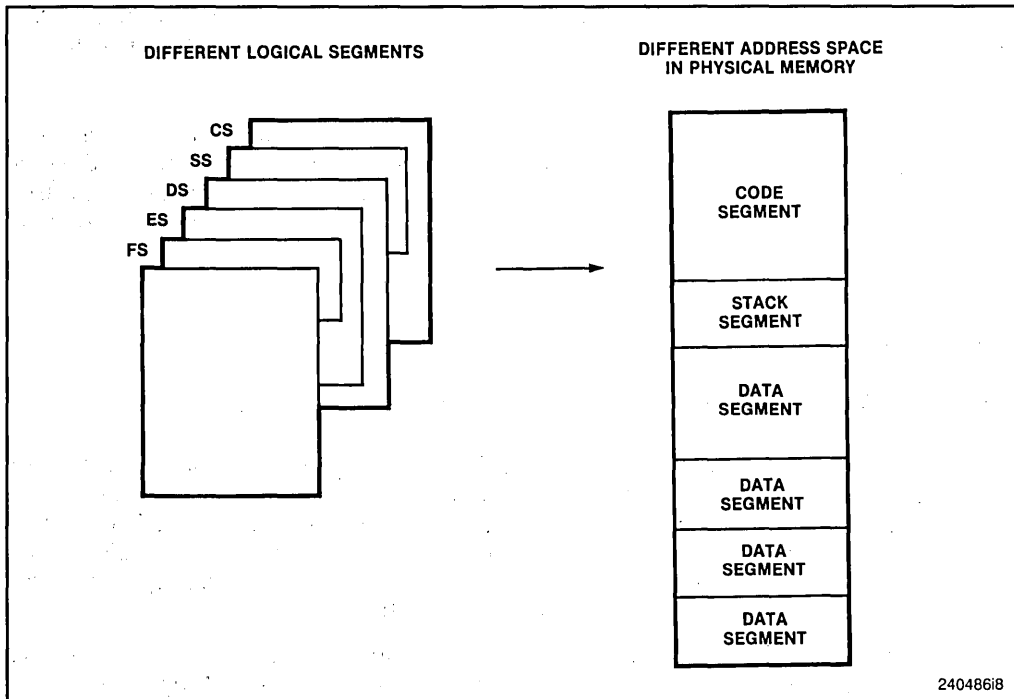 DIFFERENT LOGICAL SEGMENTS
DIFFERENT ADDRESS SPACE
IN PHYSICAL MEMORY
CS
SS
DS
ES
FS
CODE
SEGMENT
STACK
SEGMENT
DATA
SEGMENT
DATA
SEGMENT
DATA
SEGMENT
DATA
SEGMENT
240486i8